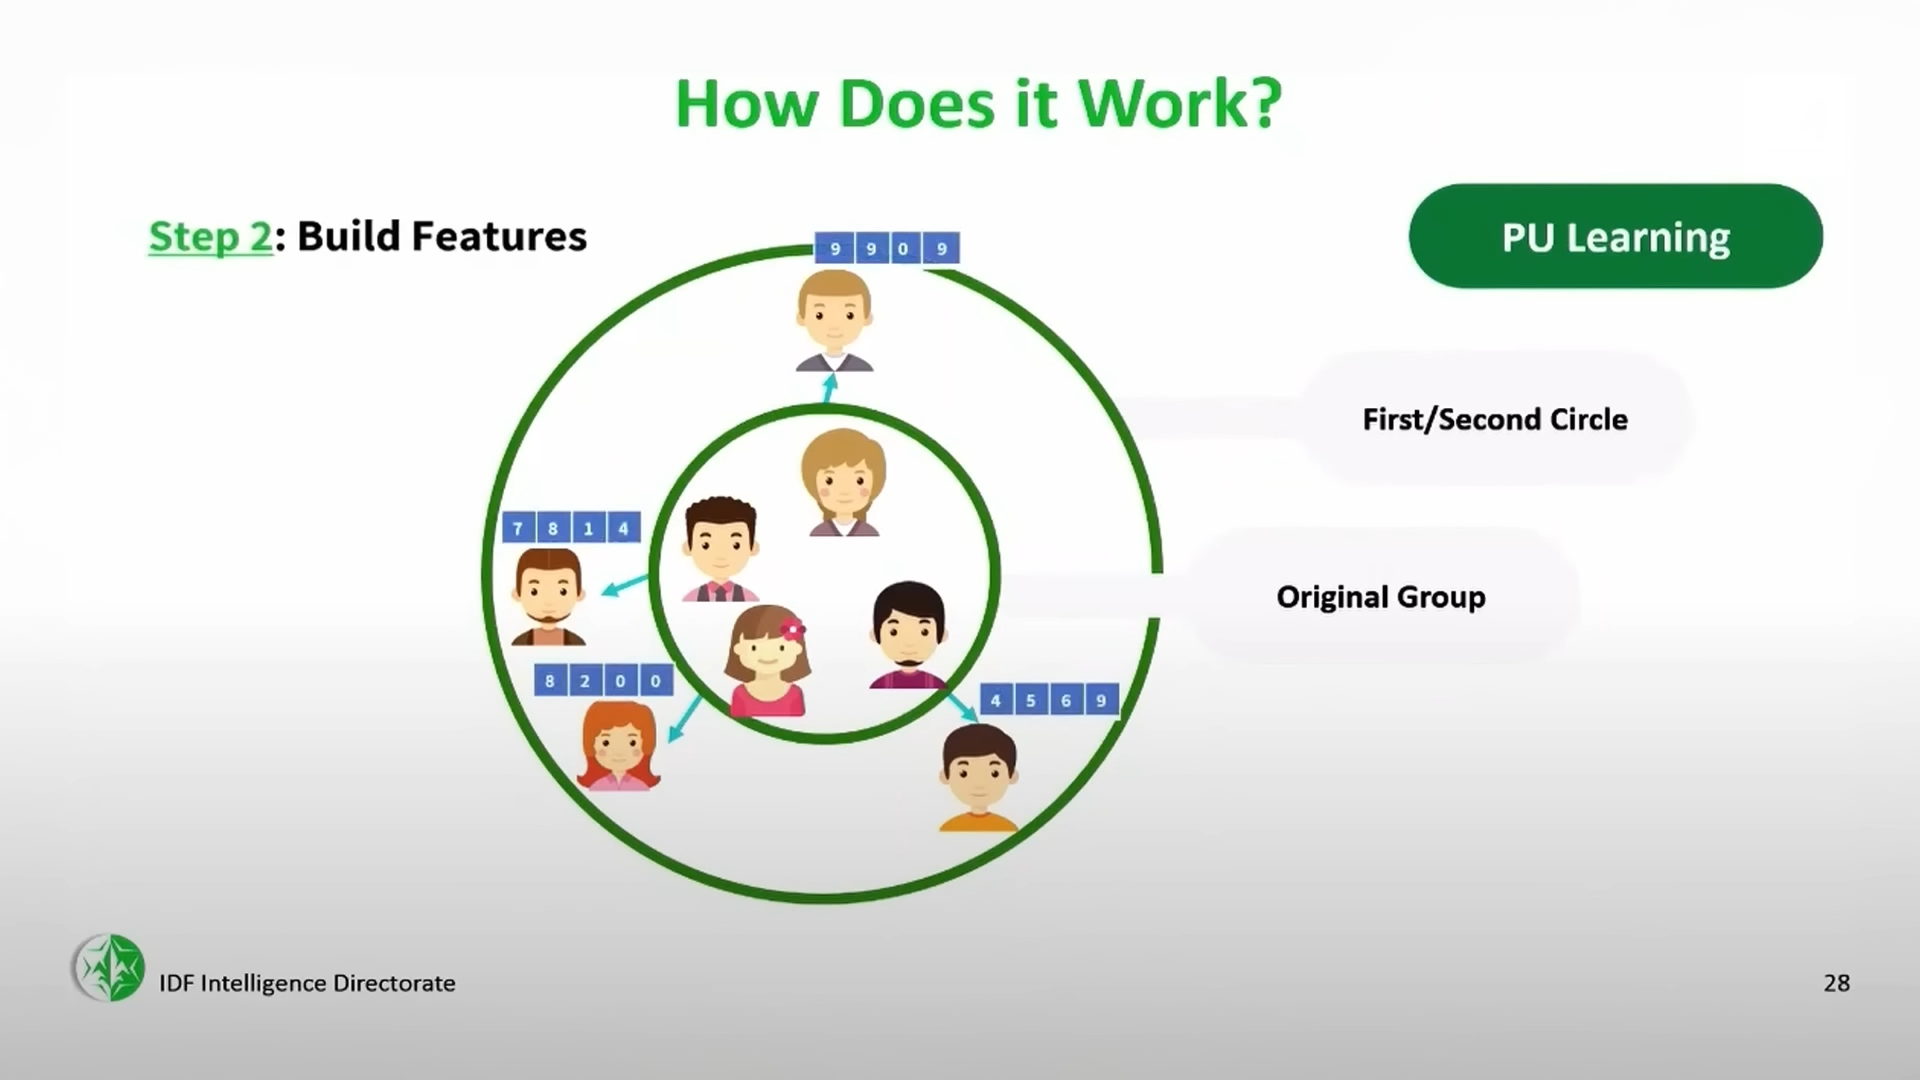 How Does it Work?
Step 2: Build Features
PU Learning
9 9 0 9
First/Second Circle
7 8 1 4
Original Group
8 2 0 0
4 5 6 9
IDF Intelligence Directorate
28